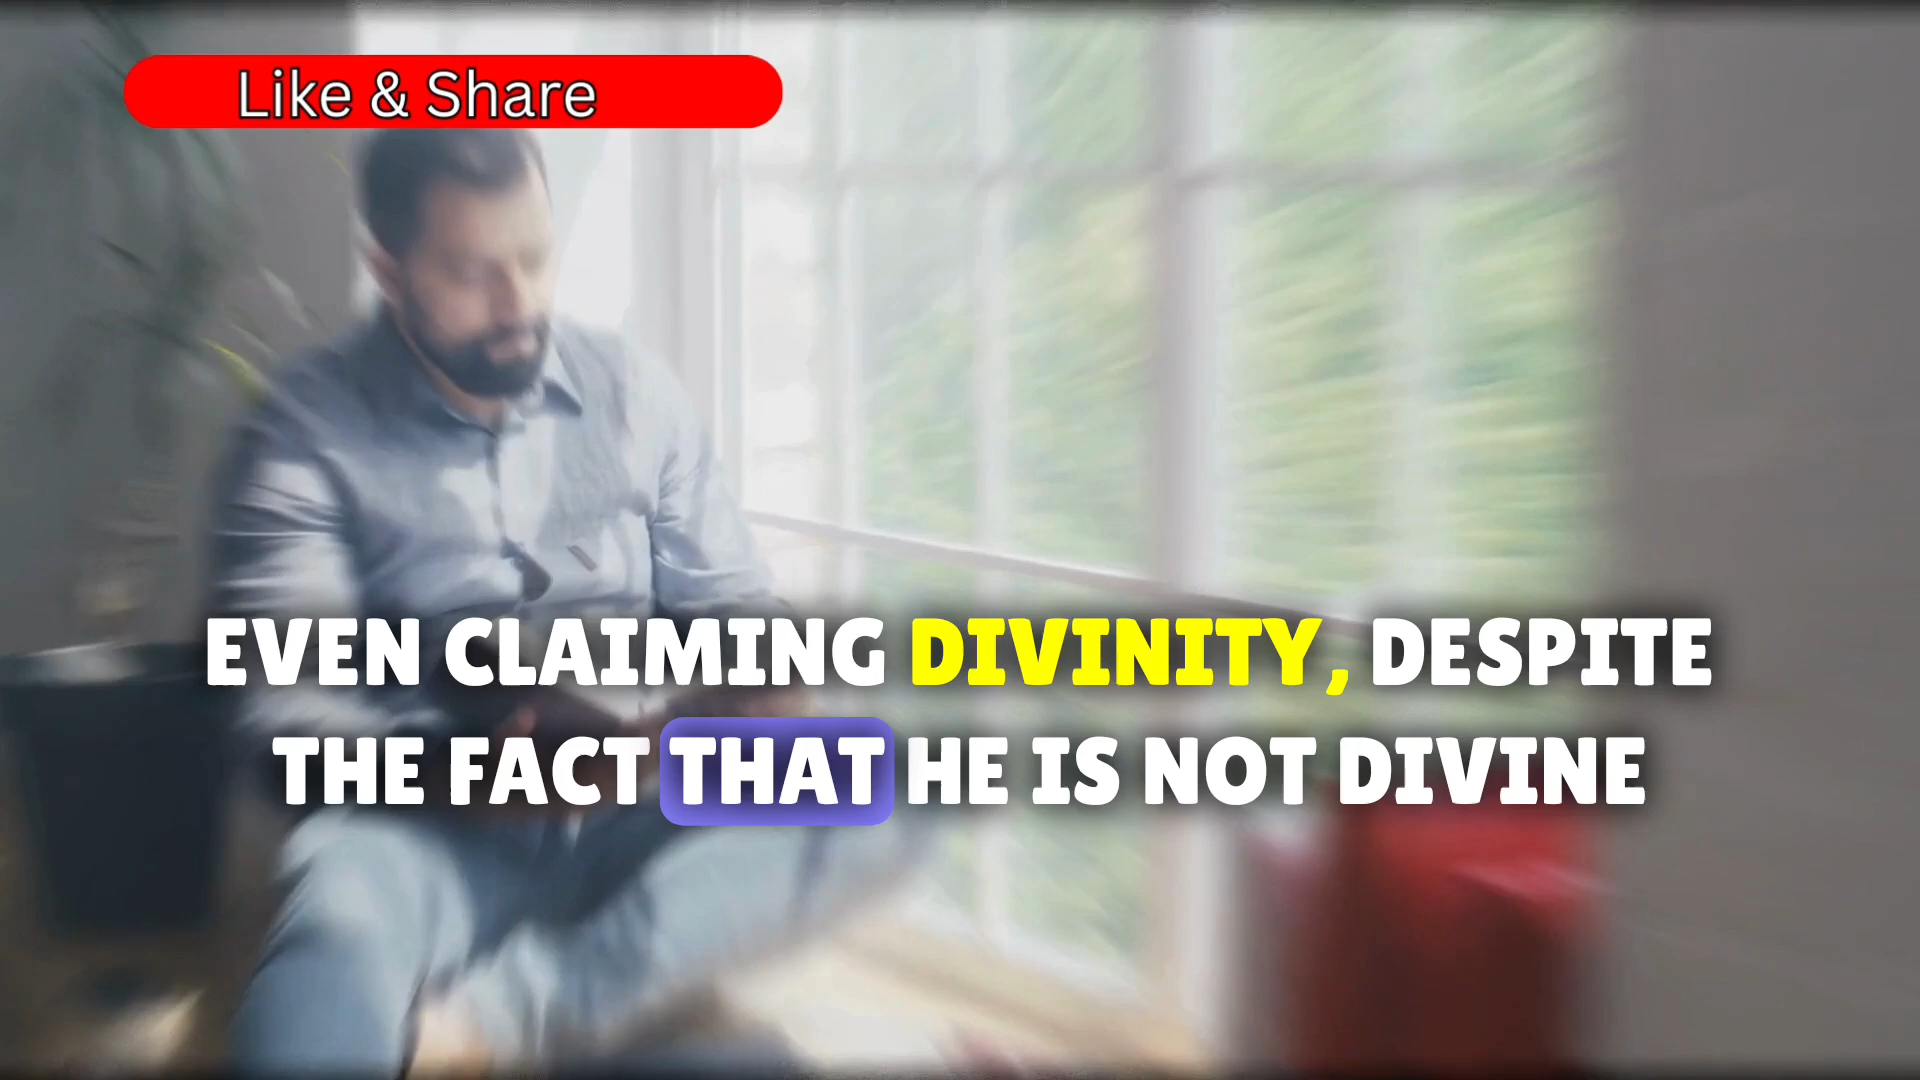 Like & Share
EVEN CLAIMING DIVINITY, DESPITE
THE FACT THAT HE IS NOT DIVINE